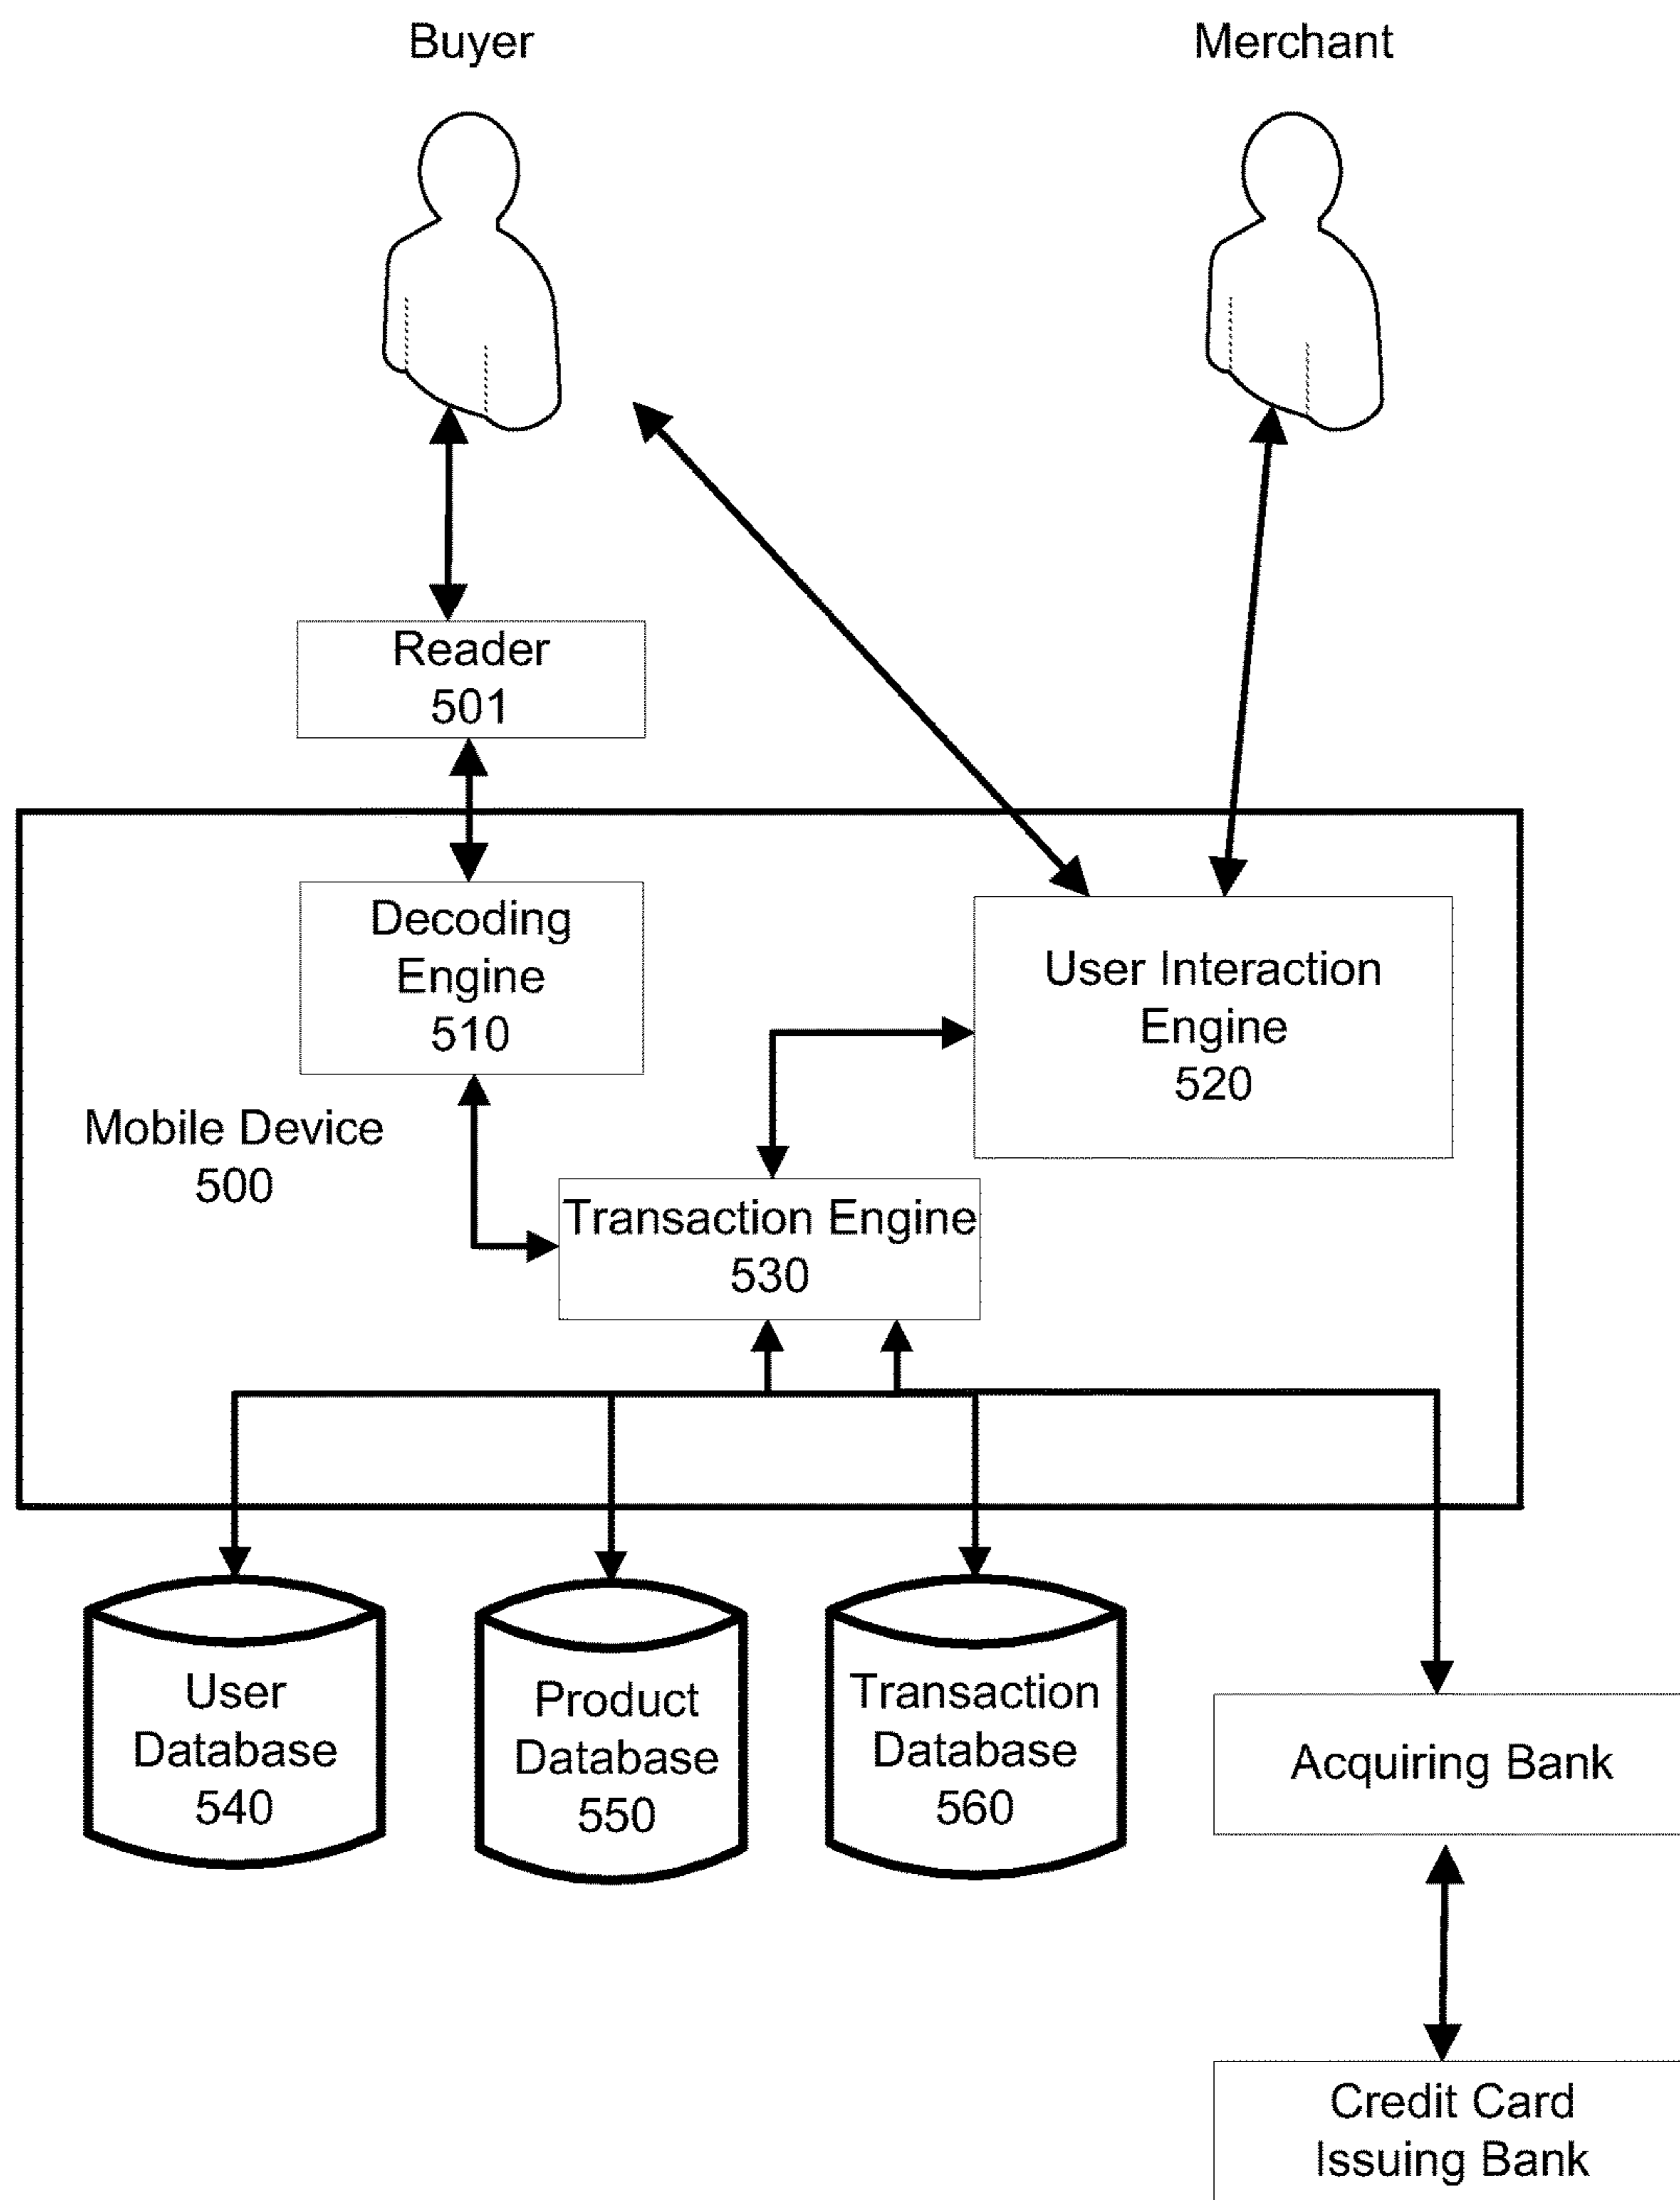 Buyer
Merchant
Reader
501
Decoding
Engine
510
User Interaction
Engine
520
Mobile Device
500
Transaction Engine
530
User
Database
540
Product
Database
550
Transaction
Database
560
Acquiring Bank
Credit Card
Issuing Bank